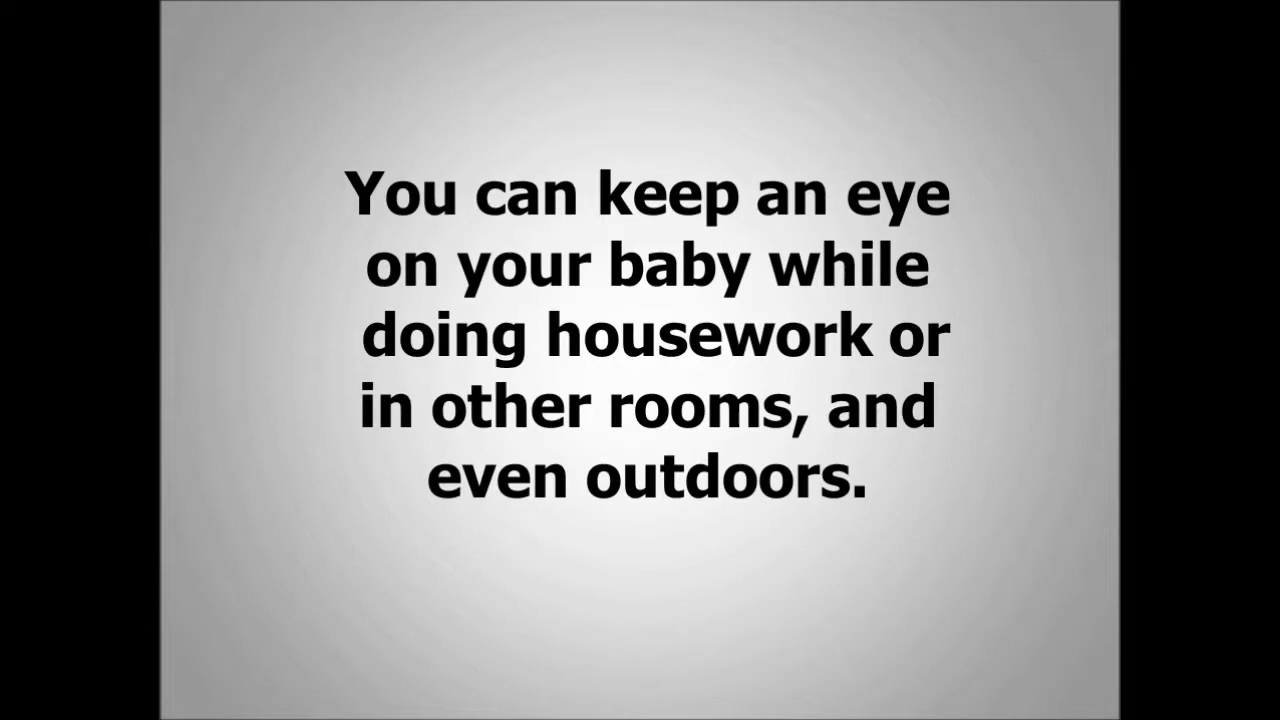 You can keep an eye
on your baby while
doing housework or
in other rooms, and
even outdoors.